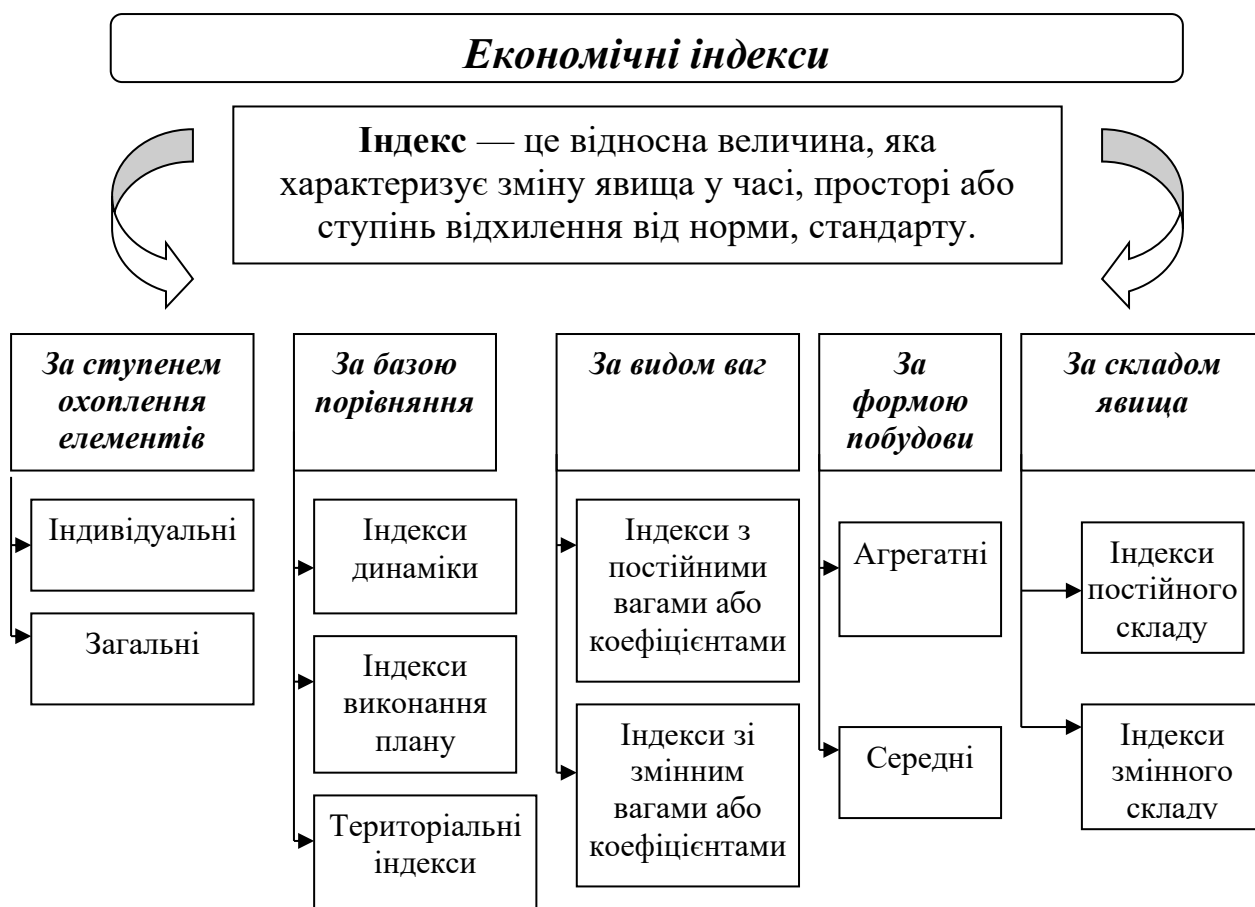 Економічні індекси
Індекс — це відносна величина, яка
характеризує зміну явища у часі, просторі або
ступінь відхилення від норми, стандарту.
За ступенем
охоплення
елементів
Індивідуальні
Загальні
За базою
порівняння
Індекси
динаміки
Індекси
виконання
плану
Територіальні
індекси
За видом ваг
Індекси з
постійними
вагами або
коефіцієнтами
Індекси зі
змінним
вагами або
коефіцієнтами
За
формою
побудови
Агрегатні
Середні
За складом
явища
Індекси
постійного
складу
Індекси
змінного
складу